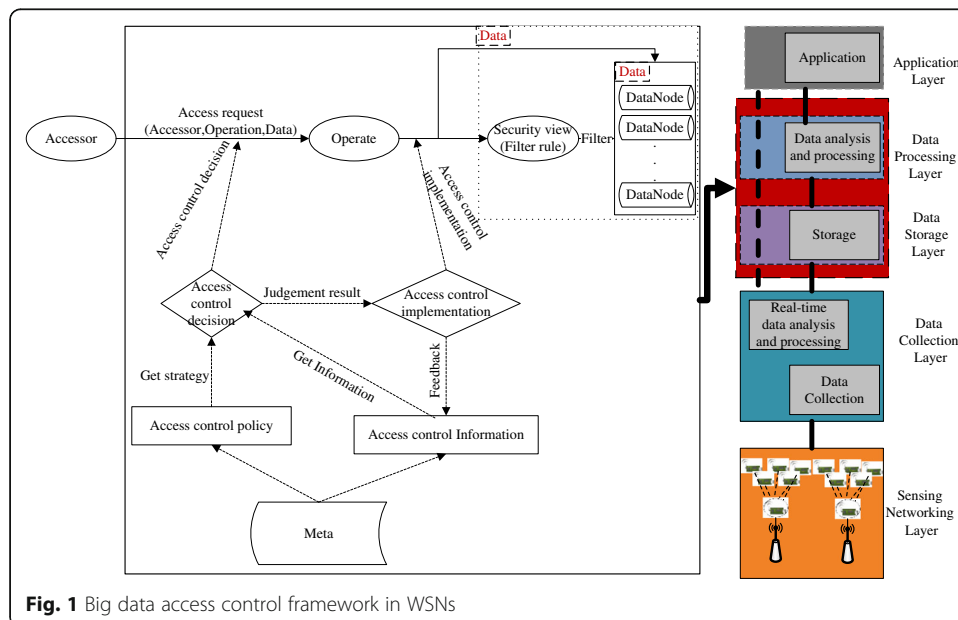 Data
Data
DataNode
DataNode
.
.
.
DataNode
Accessor
Access request
(Accessor,Operation,Data)
Operate
Security view
(Filter rule)
Filter
Access control decision
Access control
implementation
Access
control
decision
Judgement result
Access control
implementation
Get strategy
Get Information
Feedback
Access control policy
Access control Information
Meta
Application
Application
Layer
Data analysis
and processing
Data
Processing
Layer
Storage
Data
Storage
Layer
Real-time
data analysis
and processing
Data
Collection
Data
Collection
Layer
Sensing
Networking
Layer
Fig. 1 Big data access control framework in WSNs